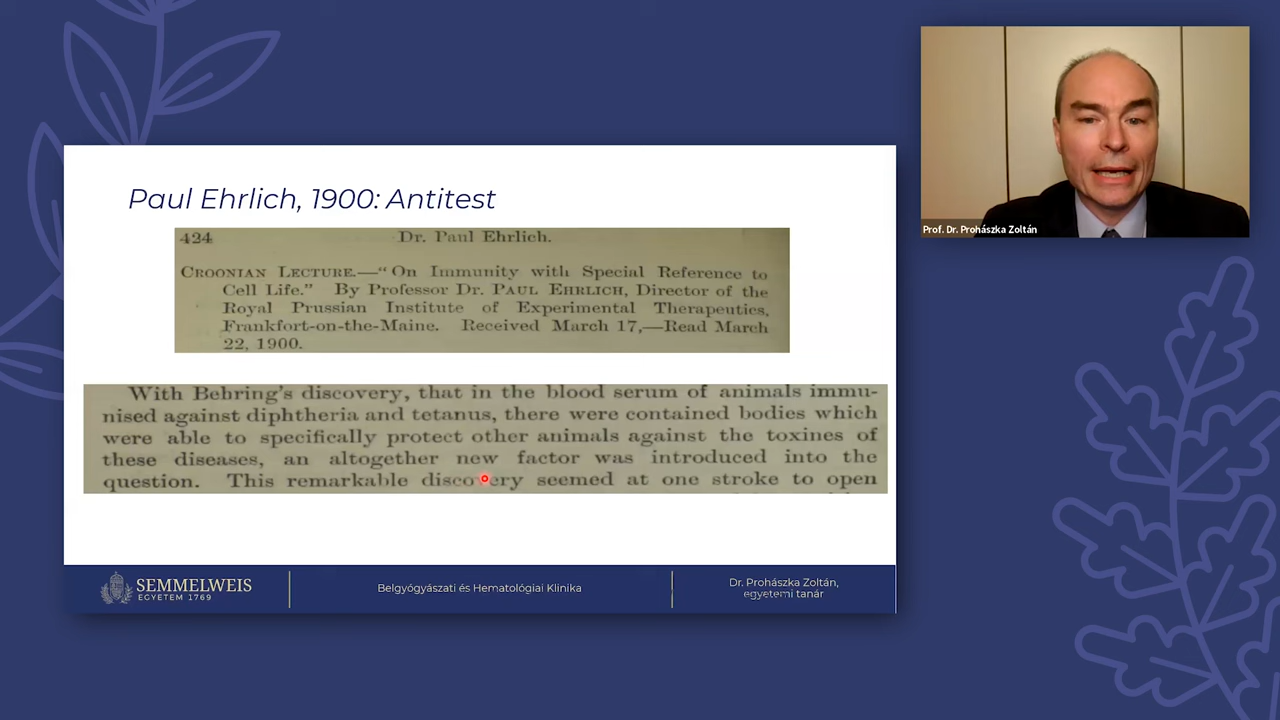 Paul Ehrlich, 1900: Antitest
424 Dr. Paul Ehrlich.
CROONIAN LECTURE.—“On Immunity with Special Reference to
Cell Life.” By Professor Dr. PAUL EHRLICH, Director of the
Royal Prussian Institute of Experimental Therapeutics,
Frankfort-on-the-Maine. Received March 17,—Read March
22, 1900.
With Behring's discovery, that in the blood serum of animals immu-
nised against diphtheria and tetanus, there were contained bodies which
were able to specifically protect other animals against the toxines of
these diseases, an altogether new factor was introduced into the
question. This remarkable discovery seemed at one stroke to open
SEMMELWEIS
EGYETEM 1769
Belgyógyászati és Hematológiai Klinika
Dr. Prohászka Zoltán,
egyetemi tanár
Prof. Dr. Prohászka Zoltán